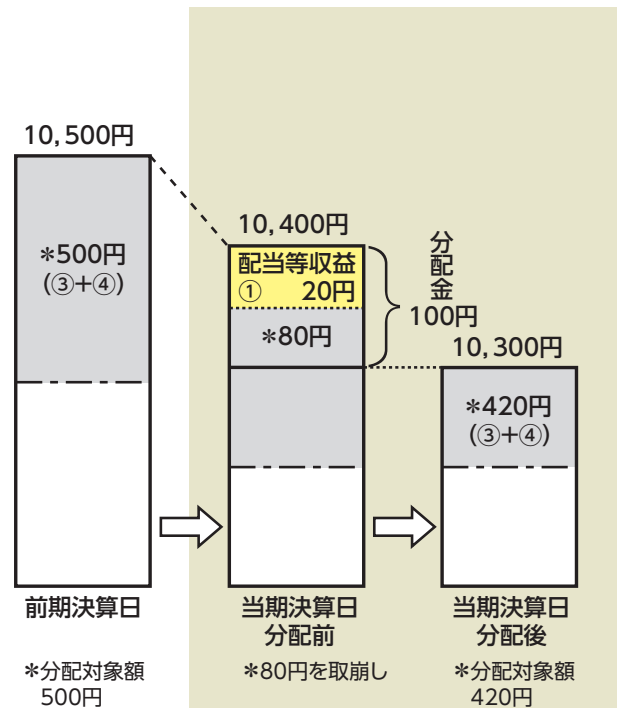 10,500円
*500円
(③+④)
前期決算日
*分配対象額
500円
10,400円
配当等収益
① 20円
*80円
分配金
100円
当期決算日
分配前
*80円を取崩し
10,300円
*420円
(③+④)
当期決算日
分配後
*分配対象額
420円